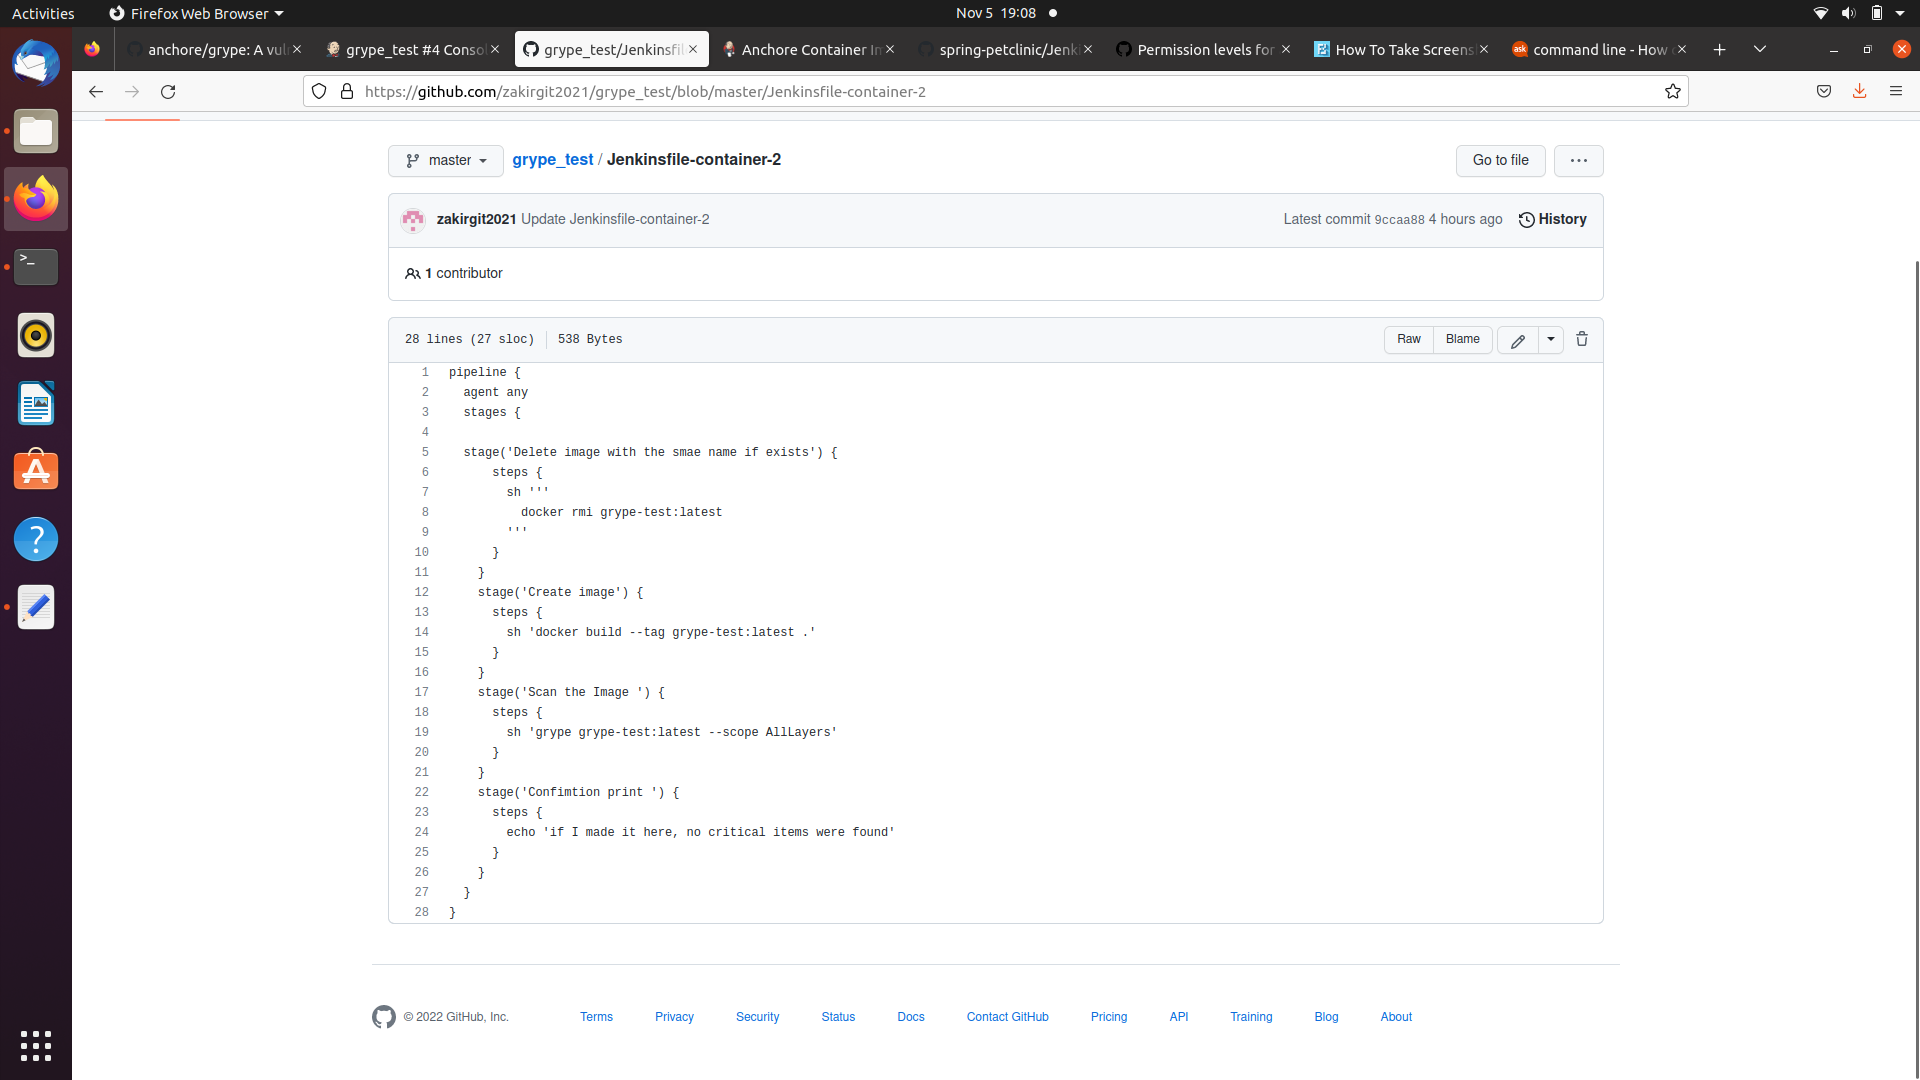 Activities
Firefox Web Browser
Nov 5 19:08
anchore/grype: A vul
grype_test #4 Conso
grype_test/Jenkinsfil
Anchore Container I
spring-petclinic/Jenk
Permission levels for
How To Take Screens
ask command line - How
https://github.com/zakirgit2021/grype_test/blob/master/Jenkinsfile-container-2
master
grype_test / Jenkinsfile-container-2
Go to file
zakirgit2021 Update Jenkinsfile-container-2
Latest commit 9ccaa88 4 hours ago
History
1 contributor
28 lines (27 sloc)
538 Bytes
Raw
Blame
1 pipeline {
2 agent any
3 stages {
4
5 stage('Delete image with the smae name if exists') {
6 steps {
7 sh '''
8 docker rmi grype-test:latest
9 '''
10 }
11 }
12 stage('Create image') {
13 steps {
14 sh 'docker build --tag grype-test:latest .'
15 }
16 }
17 stage('Scan the Image ') {
18 steps {
19 sh 'grype grype-test:latest --scope AllLayers'
20 }
21 }
22 stage('Confimtion print ') {
23 steps {
24 echo 'if I made it here, no critical items were found'
25 }
26 }
27 }
28 }
© 2022 GitHub, Inc.
Terms
Privacy
Security
Status
Docs
Contact GitHub
Pricing
API
Training
Blog
About